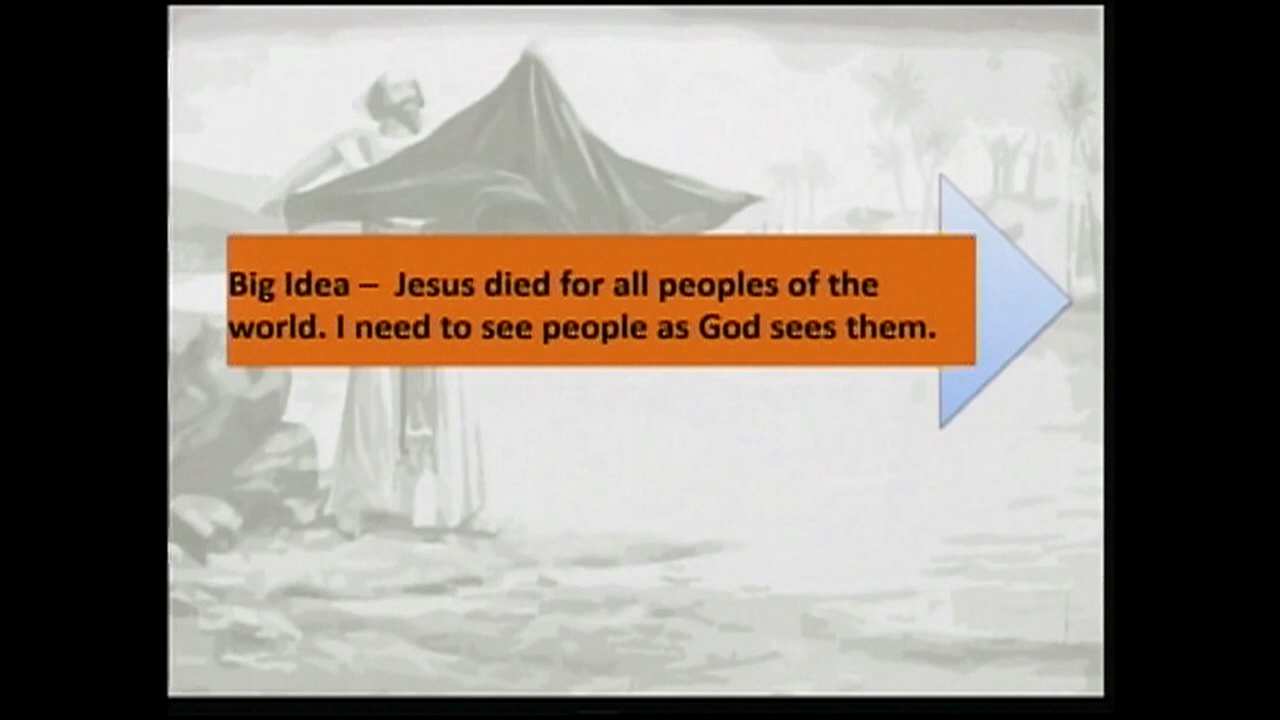 Big Idea – Jesus died for all peoples of the
world. I need to see people as God sees them.